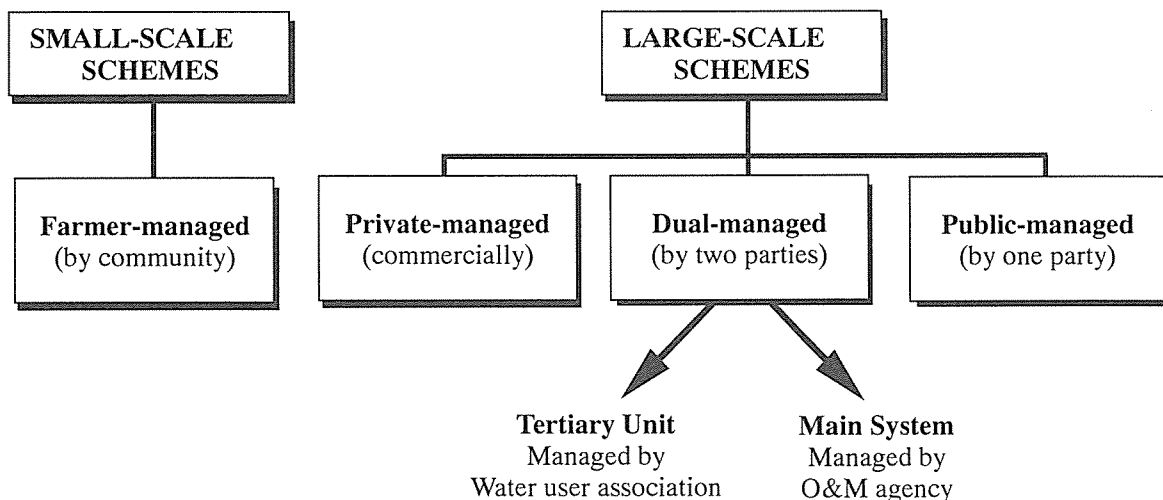 SMALL-SCALE
SCHEMES
LARGE-SCALE
SCHEMES
Farmer-managed
(by community)
Private-managed
(commercially)
Dual-managed
(by two parties)
Public-managed
(by one party)
Tertiary Unit
Managed by
Water user association
Main System
Managed by
O&M agency